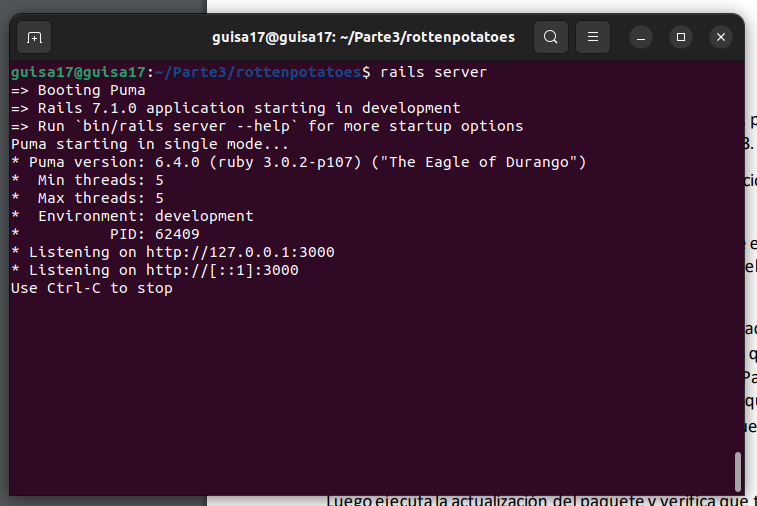 guisa17@guisa17: ~/Parte3/rottenpotatoes
guisa17@guisa17:~/Parte3/rottenpotatoes$ rails server
=> Booting Puma
=> Rails 7.1.0 application starting in development
=> Run `bin/rails server --help` for more startup options
Puma starting in single mode...
* Puma version: 6.4.0 (ruby 3.0.2-p107) ("The Eagle of Durango")
*  Min threads: 5
*  Max threads: 5
*  Environment: development
*          PID: 62409
* Listening on http://127.0.0.1:3000
* Listening on http://[::1]:3000
Use Ctrl-C to stop
Luego ejecuta la actualización del paquete y verifica que t